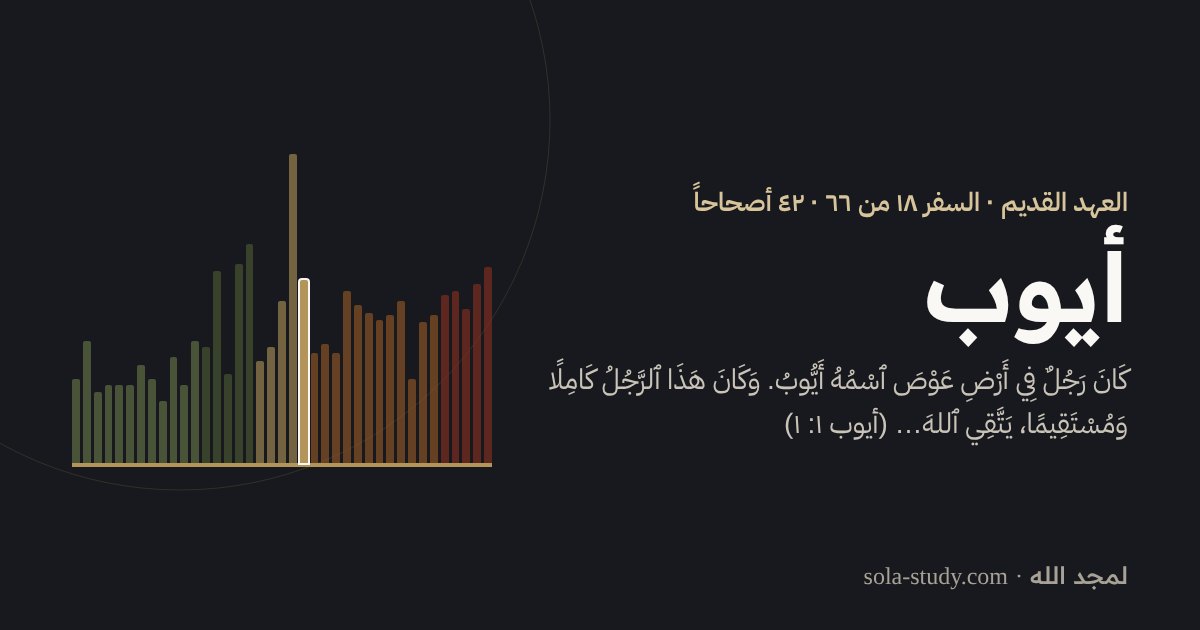 العهد القديم · السفر ١٨ من ٦٦ · ٤٢ أصحاحاً
أيوب
كَانَ رَجُلٌ فِي أَرْضِ عَوْصَ ٱسْمُهُ أَيُّوبُ. وَكَانَ هَذَا ٱلرَّجُلُ كَامِلًا
وَمُسْتَقِيمًا، يَتَّقِي ٱللهَ… (أيوب ١: ١)
لمجد الله · sola-study.com